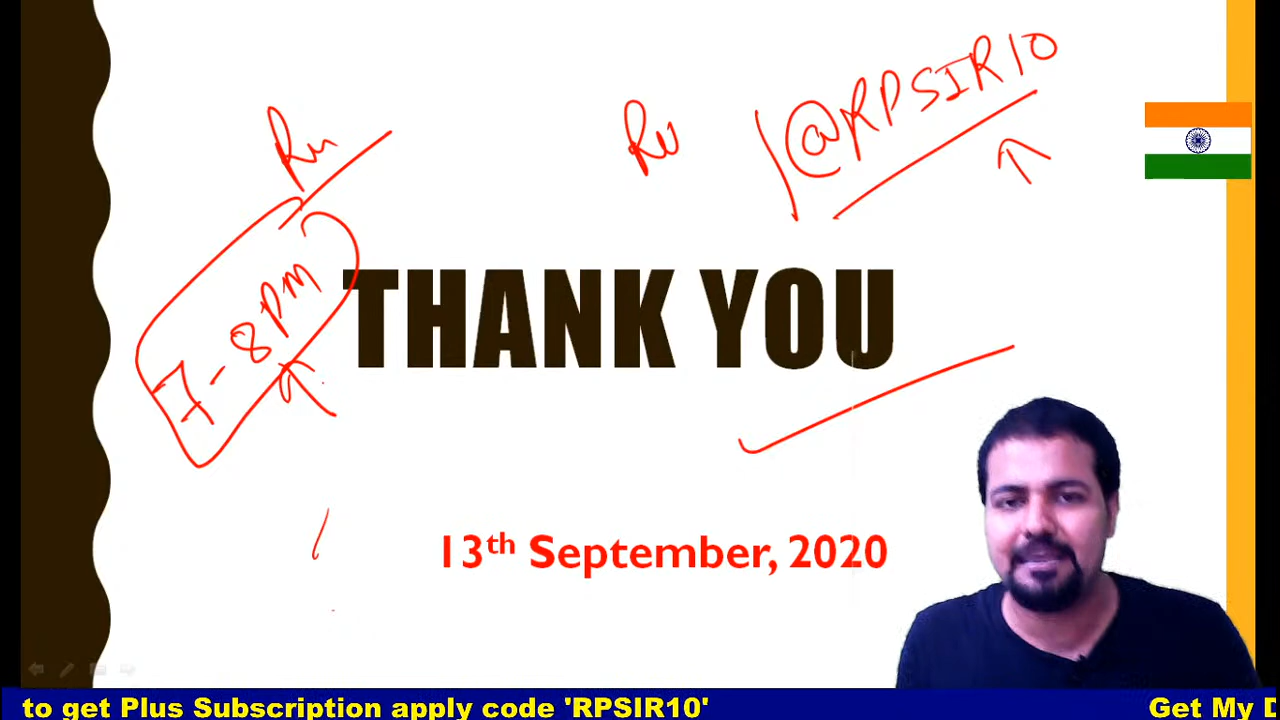 @RPSIR10
7-8PM
THANK YOU
13th September, 2020
to get Plus Subscription apply code 'RPSIR10'
Get My D